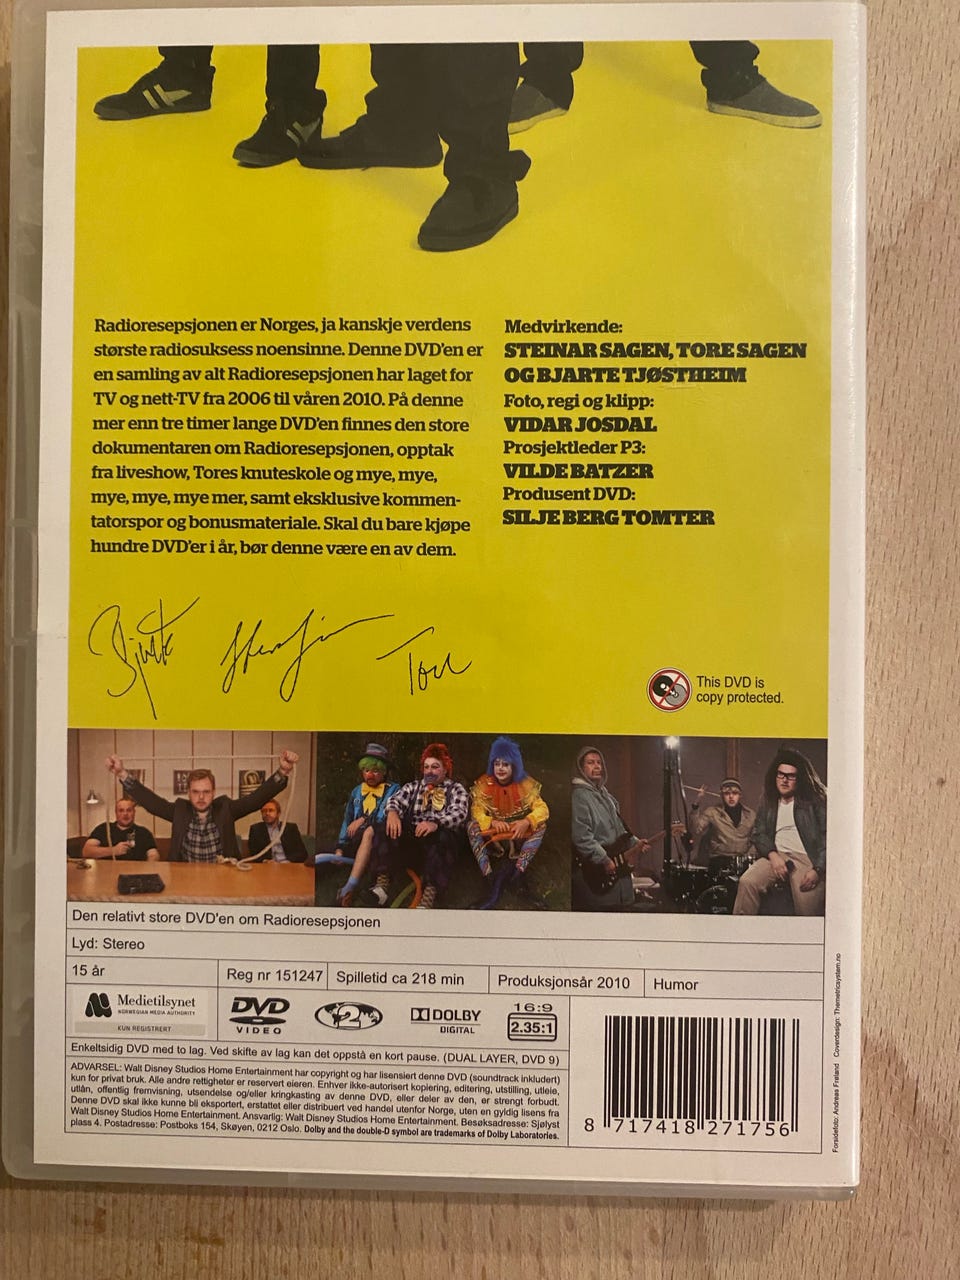 Radioresepsjonen er Norges, ja kanskje verdens
største radiosuksess noensinne. Denne DVD'en er
en samling av alt Radioresepsjonen har laget for
TV og nett-TV fra 2006 til våren 2010. På denne
mer enn tre timer lange DVD'en finnes den store
dokumentaren om Radioresepsjonen, opptak
fra liveshow, Tores knuteskole og mye, mye,
mye, mye, mye mer, samt eksklusive kommen-
tatorspor og bonusmateriale. Skal du bare kjøpe
hundre DVD'er i år, bør denne være en av dem.
Medvirkende:
STEINAR SAGEN, TORE SAGEN
OG BJARTE TJØSTHEIM
Foto, regi og klipp:
VIDAR JOSDAL
Prosjektleder P3:
VILDE BATZER
Produsent DVD:
SILJE BERG TOMTER
This DVD is
copy protected.
Den relativt store DVD'en om Radioresepsjonen
Lyd: Stereo
15 år
Reg nr 151247
Spilletid ca 218 min
Produksjonsår 2010
Humor
Medietilsynet
NORWEGIAN MEDIA AUTHORITY
KUN REGISTRERT
DVD
VIDEO
2
DOLBY
DIGITAL
16:9
2.35:1
Enkeltsidig DVD med to lag. Ved skifte av lag kan det oppstå en kort pause. (DUAL LAYER, DVD 9)
ADVARSEL: Walt Disney Studios Home Entertainment har copyright og har lisensiert denne DVD (soundtrack inkludert)
kun for privat bruk. Alle andre rettigheter er reservert eieren. Enhver ikke-autorisert kopiering, editering, utstilling, utleie,
utlån, offentlig fremvisning, utsendelse og/eller kringkasting av denne DVD, eller deler av den, er strengt forbudt.
Denne DVD skal ikke kunne bli eksportert, erstattet eller distribuert ved handel utenfor Norge, uten en gyldig lisens fra
Walt Disney Studios Home Entertainment. Ansvarlig: Walt Disney Studios Home Entertainment. Besøksadresse: Sjølyst
plass 4. Postadresse: Postboks 154, Skøyen, 0212 Oslo. Dolby and the double-D symbol are trademarks of Dolby Laboratories.
8 717418 271756
Forsidefoto: Andreas Frøland Coverdesign: Themetricsystem.no